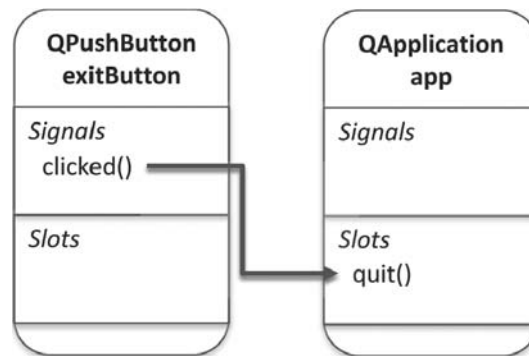 QPushButton
exitButton
Signals
clicked()
Slots
QApplication
app
Signals
Slots
quit()